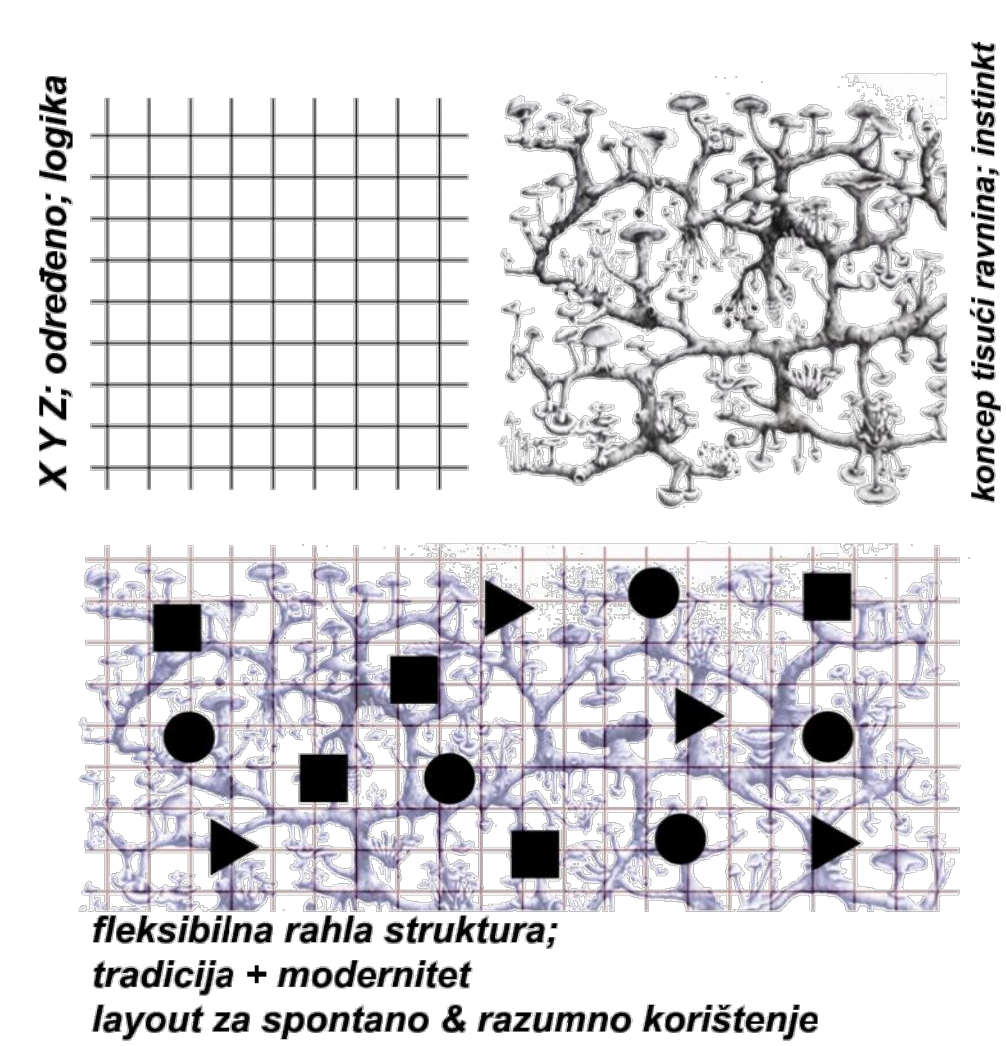 X Y Z; određeno; logika
koncep tisući ravnina; instinkt
fleksibilna rahla struktura;
tradicija + modernitet
layout za spontano & razumno korištenje